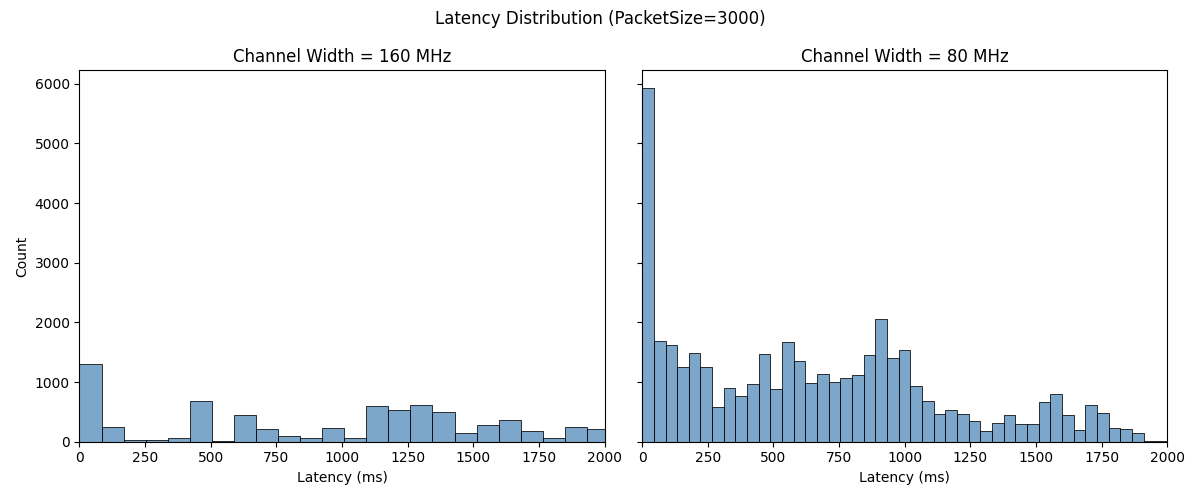 Latency Distribution (PacketSize=3000)
Channel Width = 160 MHz
Channel Width = 80 MHz
6000
5000
4000
3000
2000
1000
0
Count
0 250 500 750 1000 1250 1500 1750 2000
0 250 500 750 1000 1250 1500 1750 2000
Latency (ms)
Latency (ms)